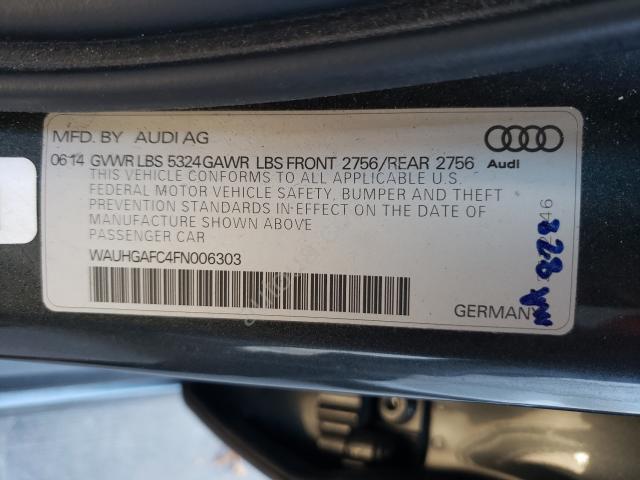 MFD. BY AUDI AG
0614 GVWR LBS 5324 GAWR LBS FRONT 2756/REAR 2756
THIS VEHICLE CONFORMS TO ALL APPLICABLE U.S.
FEDERAL MOTOR VEHICLE SAFETY, BUMPER AND THEFT
PREVENTION STANDARDS IN-EFFECT ON THE DATE OF
MANUFACTURE SHOWN ABOVE
PASSENGER CAR
WAUHGAFC4FN006303
Audi
46
328
GERMANY